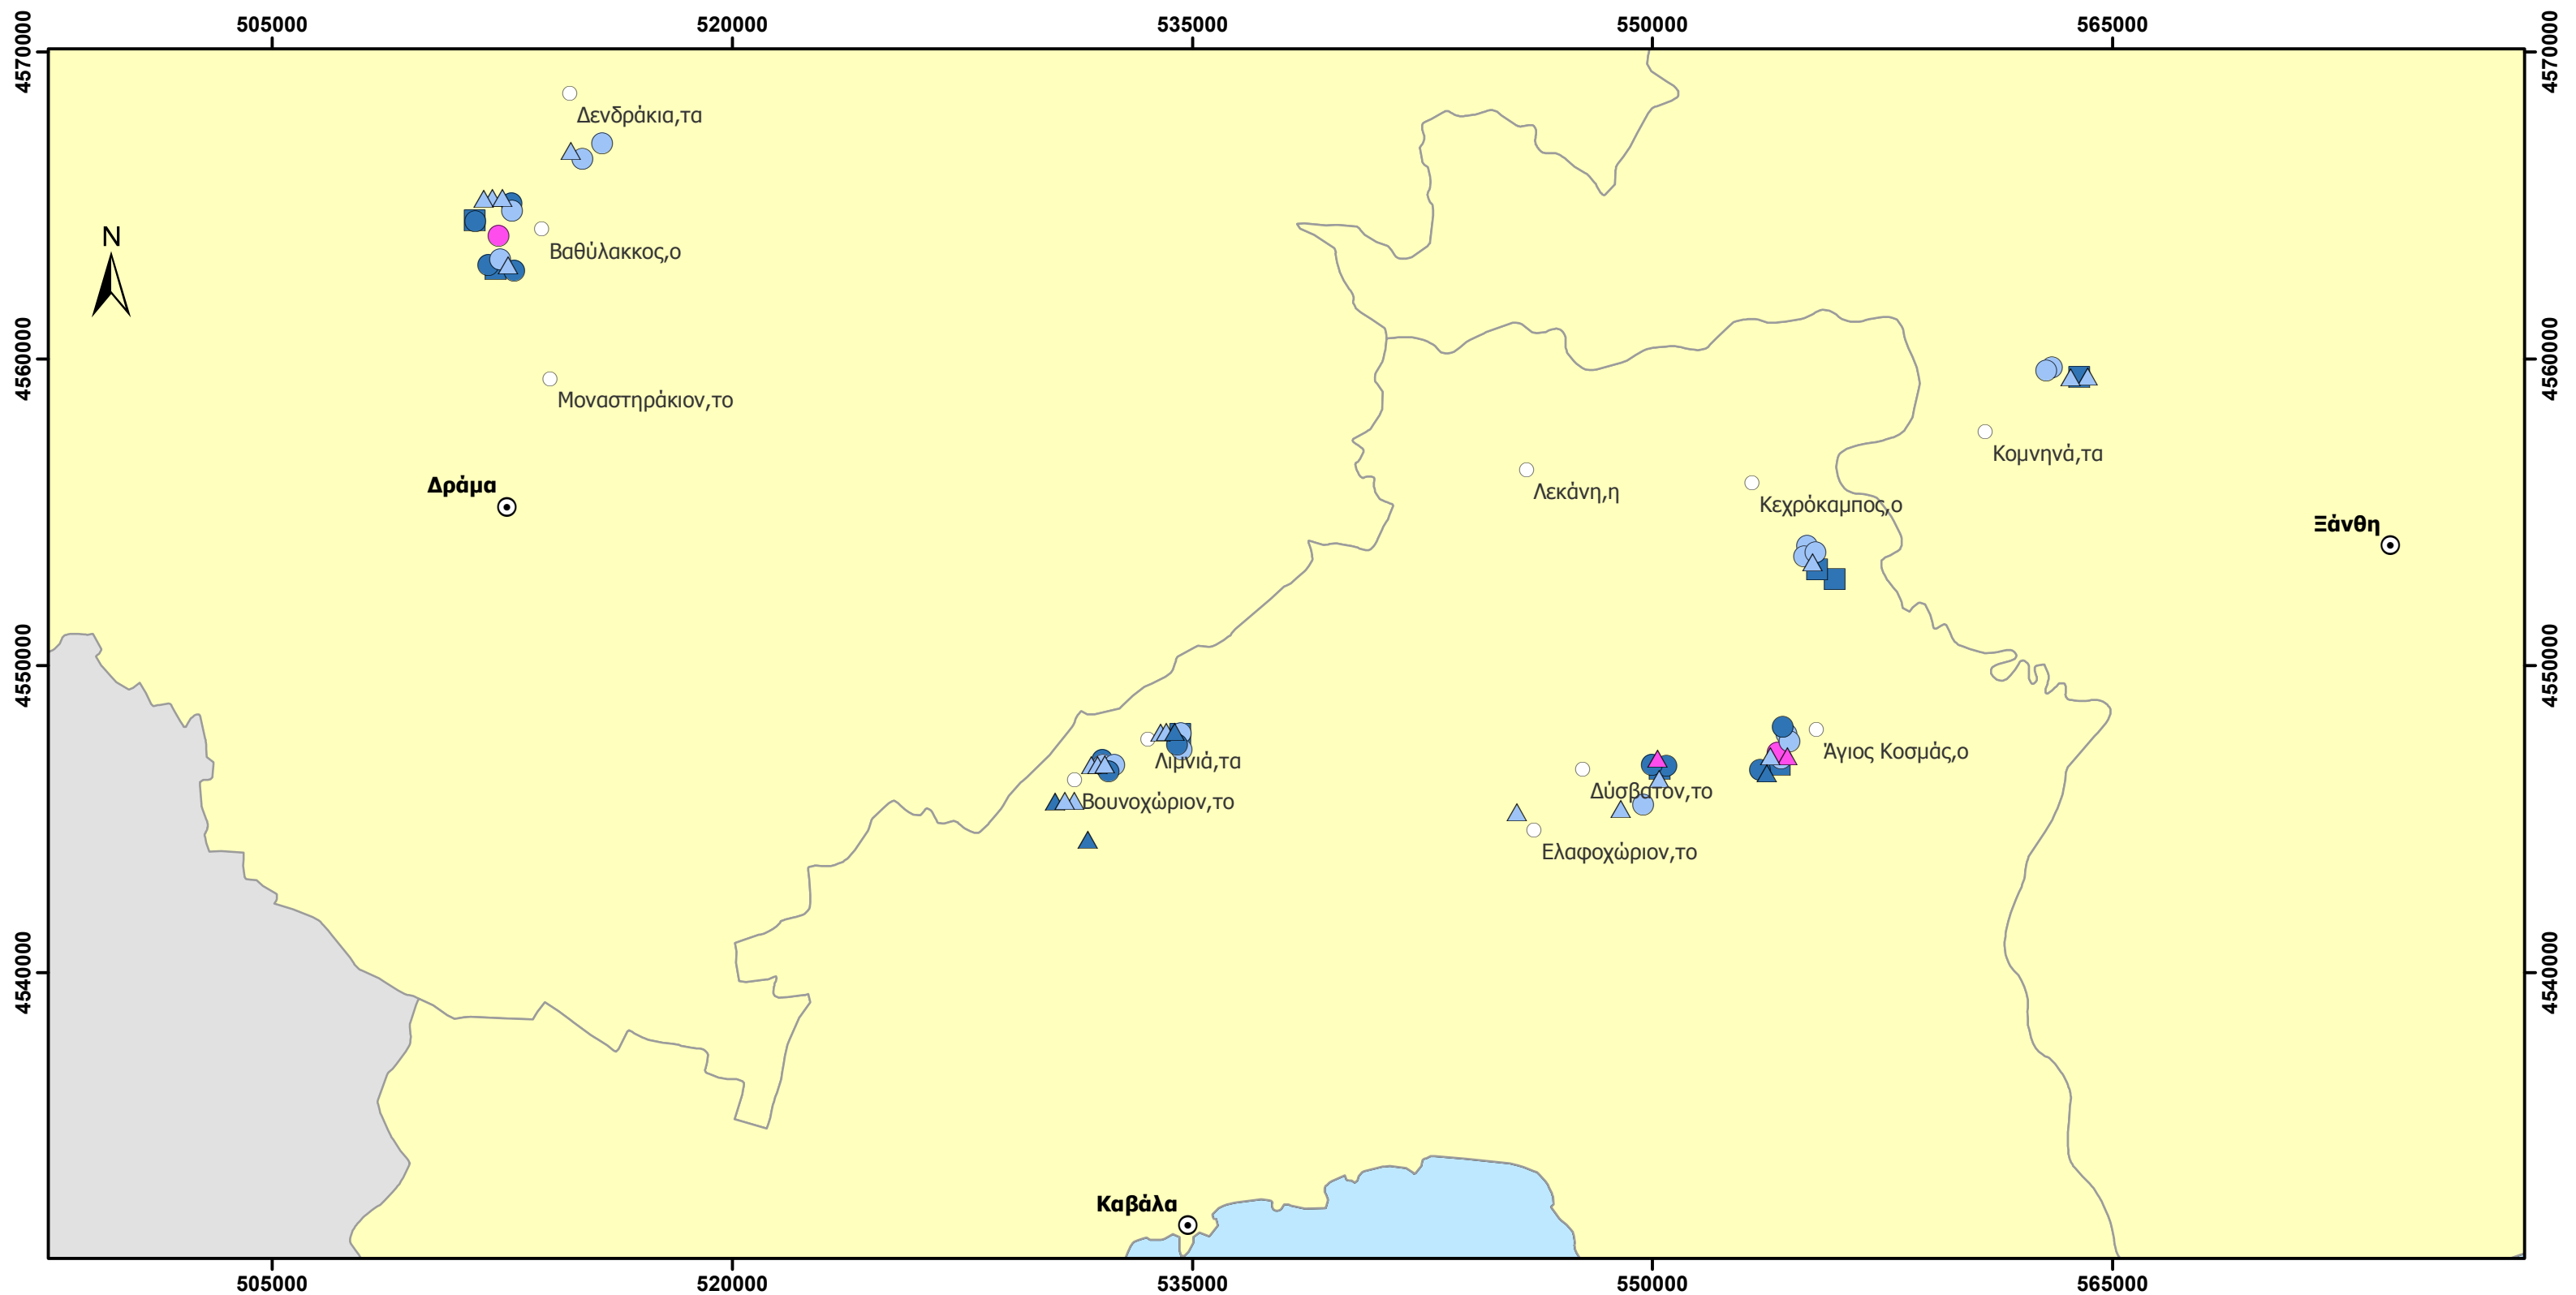 505000 520000 535000 550000 565000
4570000 4570000
Δενδράκια,τα
N
Βαθύλακκος,ο
4560000 4560000
Μοναστηράκιον,το
Κομνηνά,τα
Δράμα
Λεκάνη,η
Κεχρόκαμπος,ο
Ξάνθη
4550000 4550000
Λιμνιά,τα
Άγιος Κοσμάς,ο
Βουνοχώριον,το
Δύσβατον,το
Ελαφοχώριον,το
4540000 4540000
Καβάλα
505000 520000 535000 550000 565000